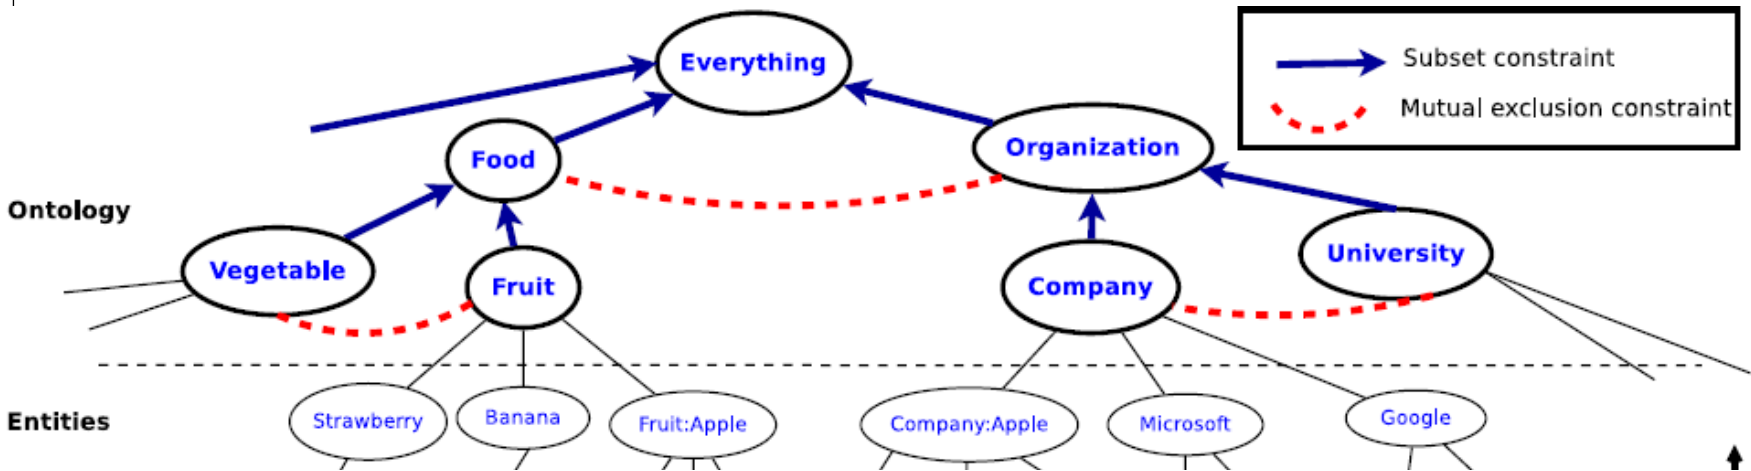 Everything
Subset constraint
Mutual exclusion constraint
Food
Organization
Ontology
Vegetable
Fruit
Company
University
Entities
Strawberry
Banana
Fruit:Apple
Company:Apple
Microsoft
Google